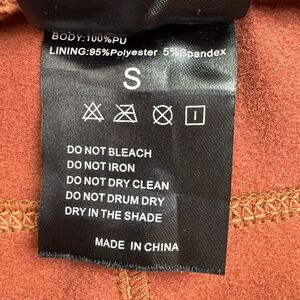 BODY:100%PU
LINING:95%Polyester 5%Spandex
S
DO NOT BLEACH
DO NOT IRON
DO NOT DRY CLEAN
DO NOT DRUM DRY
DRY IN THE SHADE
MADE IN CHINA